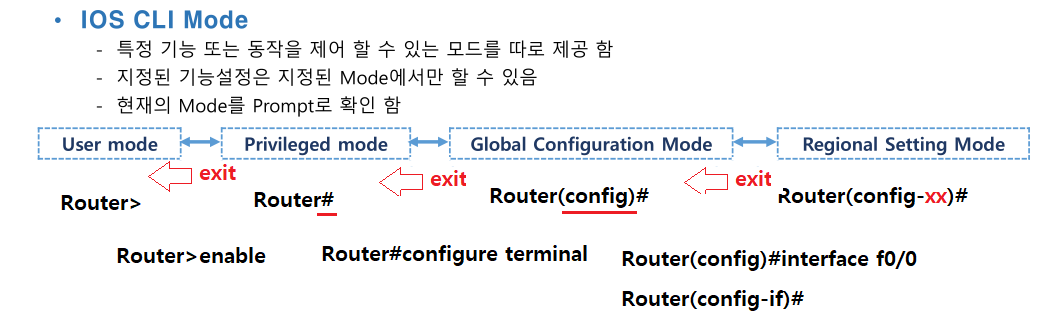 • IOS CLI Mode
- 특정 기능 또는 동작을 제어 할 수 있는 모드를 따로 제공 함
- 지정된 기능설정은 지정된 Mode에서만 할 수 있음
- 현재의 Mode를 Prompt로 확인 함
User mode Privileged mode Global Configuration Mode Regional Setting Mode
exit exit exit
Router> Router# Router(config)# Router(config-xx)#
Router>enable Router#configure terminal Router(config)#interface f0/0
Router(config-if)#